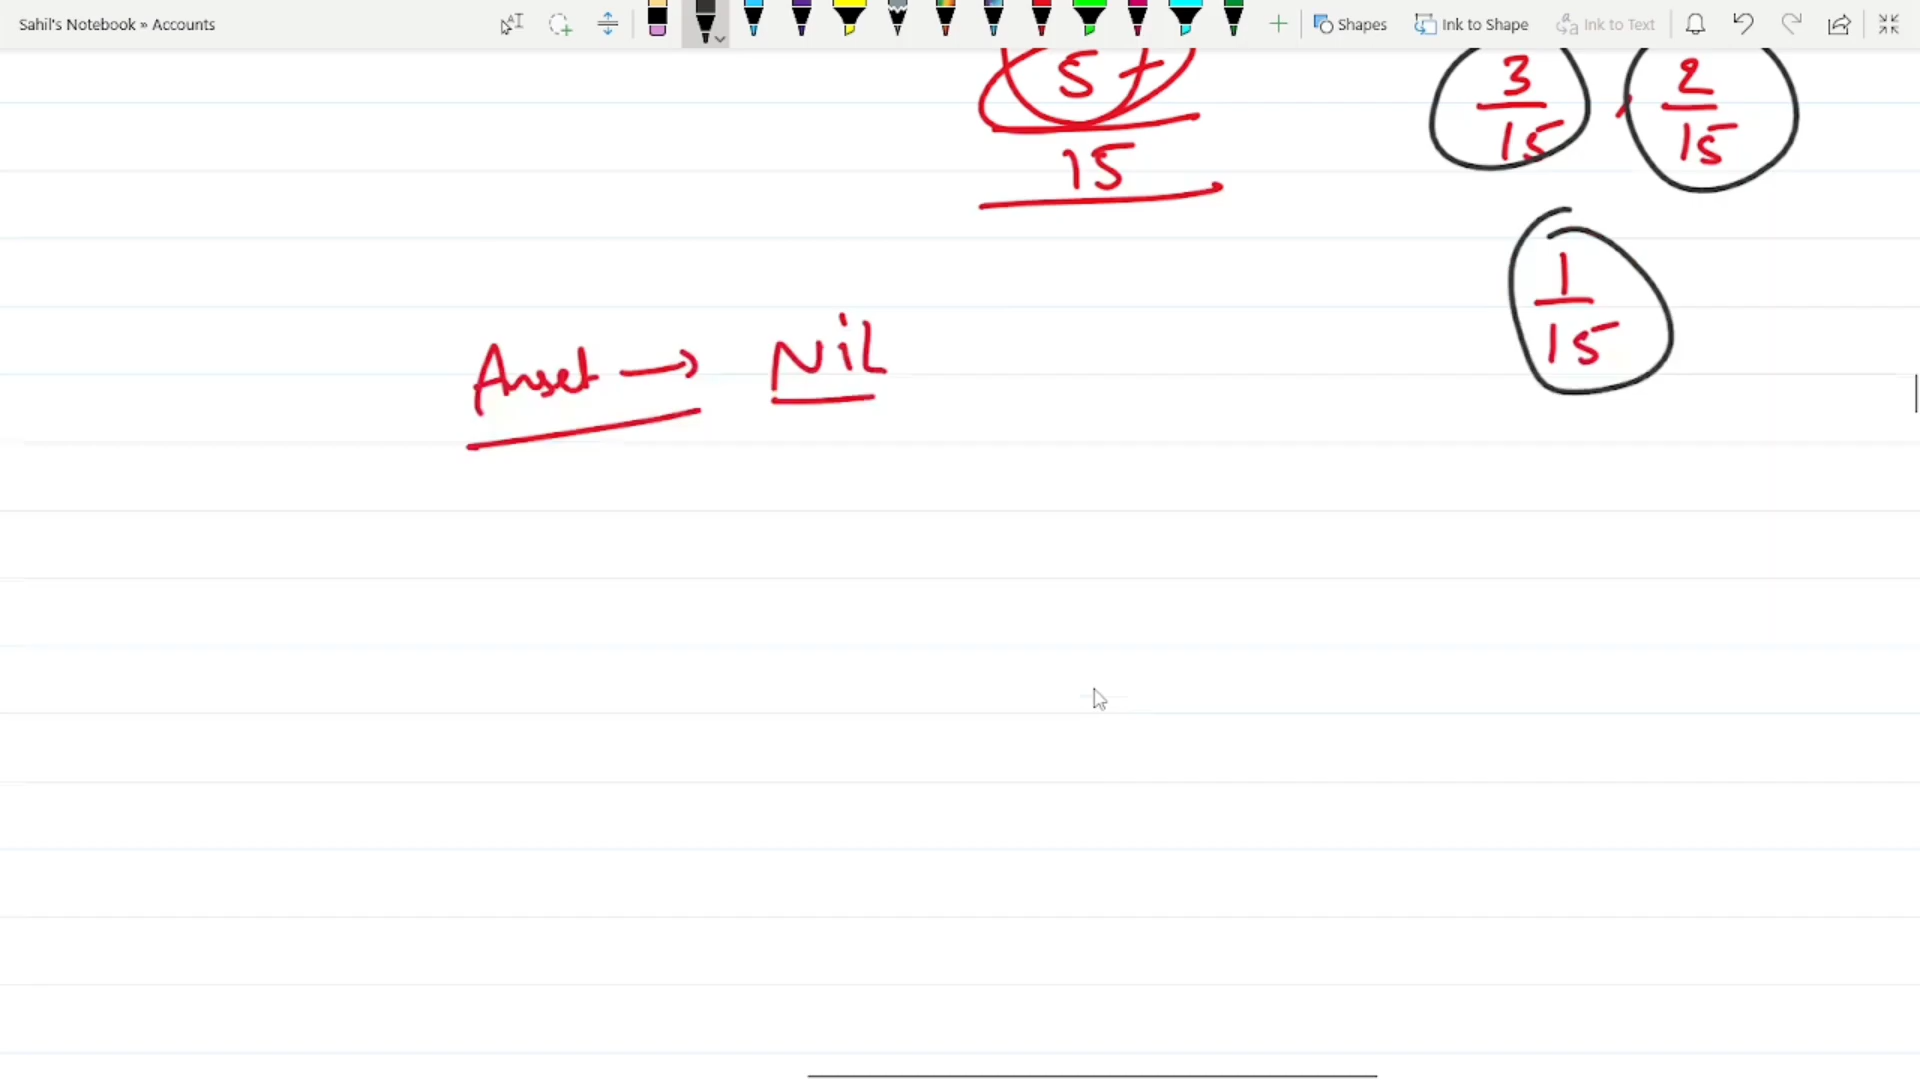 Sahil's Notebook » Accounts
Shapes
Ink to Shape
Ink to Text
5+
15
3/15 , 2/15
1/15
Asset → Nil